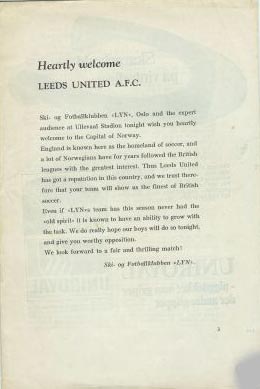 Heartly welcome
LEEDS UNITED A.F.C.
Ski- og Fotballklubben «LYN», Oslo and the expert
audience at Ullevaal Stadion tonight wish you heartly
welcome to the Capital of Norway.
England is known here as the homeland of soccer, and
a lot of Norwegians have for years followed the British
leagues with the greatest interest. Thus Leeds United
has got a reputation in this country, and we trust there-
fore that your team will show us the finest of British
soccer.
Even if «LYN»s team has this season never had the
«old spirit» it is known to have an ability to grow with
the task. We do really hope our boys will do so tonight,
and give you worthy opposition.
We look forward to a fair and thrilling match!
Ski- og Fotballklubben «LYN».
3